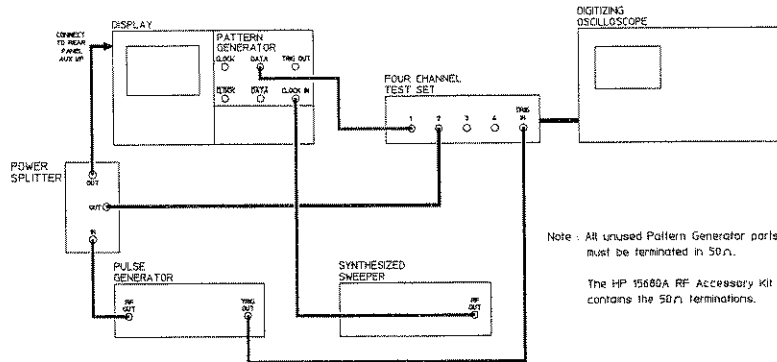 DISPLAY
CONNECT
TO REAR
PANEL
AUX I/P
PATTERN
GENERATOR
CLOCK DATA TRIG OUT
CLOCK DATA CLOCK IN
DIGITIZING
OSCILLOSCOPE
FOUR CHANNEL
TEST SET
1 2 3 4 TRIG
IN
POWER
SPLITTER
OUT
OUT
IN
PULSE
GENERATOR
RF
OUT
TRIG
OUT
SYNTHESIZED
SWEEPER
RF
OUT
Note : All unused Pattern Generator ports
must be terminated in 50Ω.
The HP 15680A RF Accessory Kit
contains the 50Ω terminations.